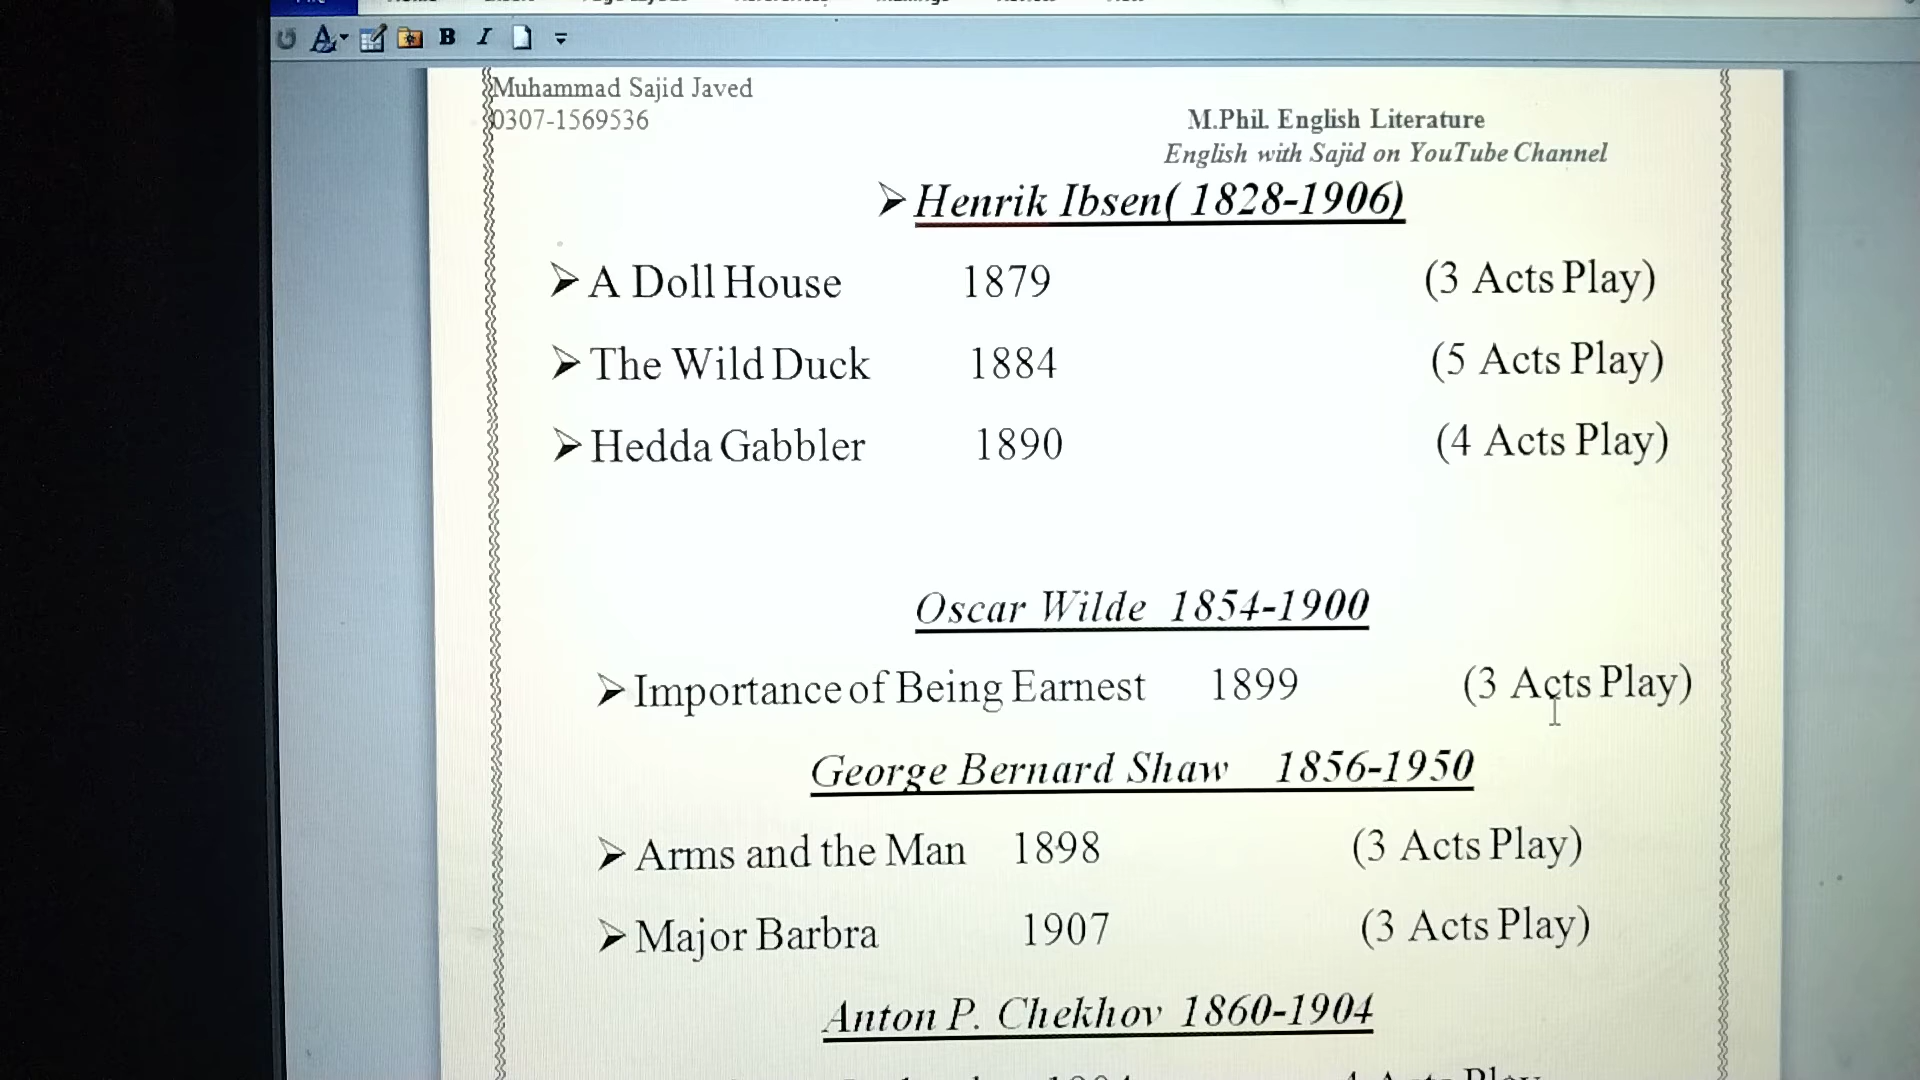 Muhammad Sajid Javed
0307-1569536
M.Phil. English Literature
English with Sajid on YouTube Channel
➢Henrik Ibsen( 1828-1906)
➢A Doll House 1879 (3 Acts Play)
➢The Wild Duck 1884 (5 Acts Play)
➢Hedda Gabbler 1890 (4 Acts Play)
Oscar Wilde 1854-1900
➢Importance of Being Earnest 1899 (3 Acts Play)
George Bernard Shaw 1856-1950
➢Arms and the Man 1898 (3 Acts Play)
➢Major Barbra 1907 (3 Acts Play)
Anton P. Chekhov 1860-1904